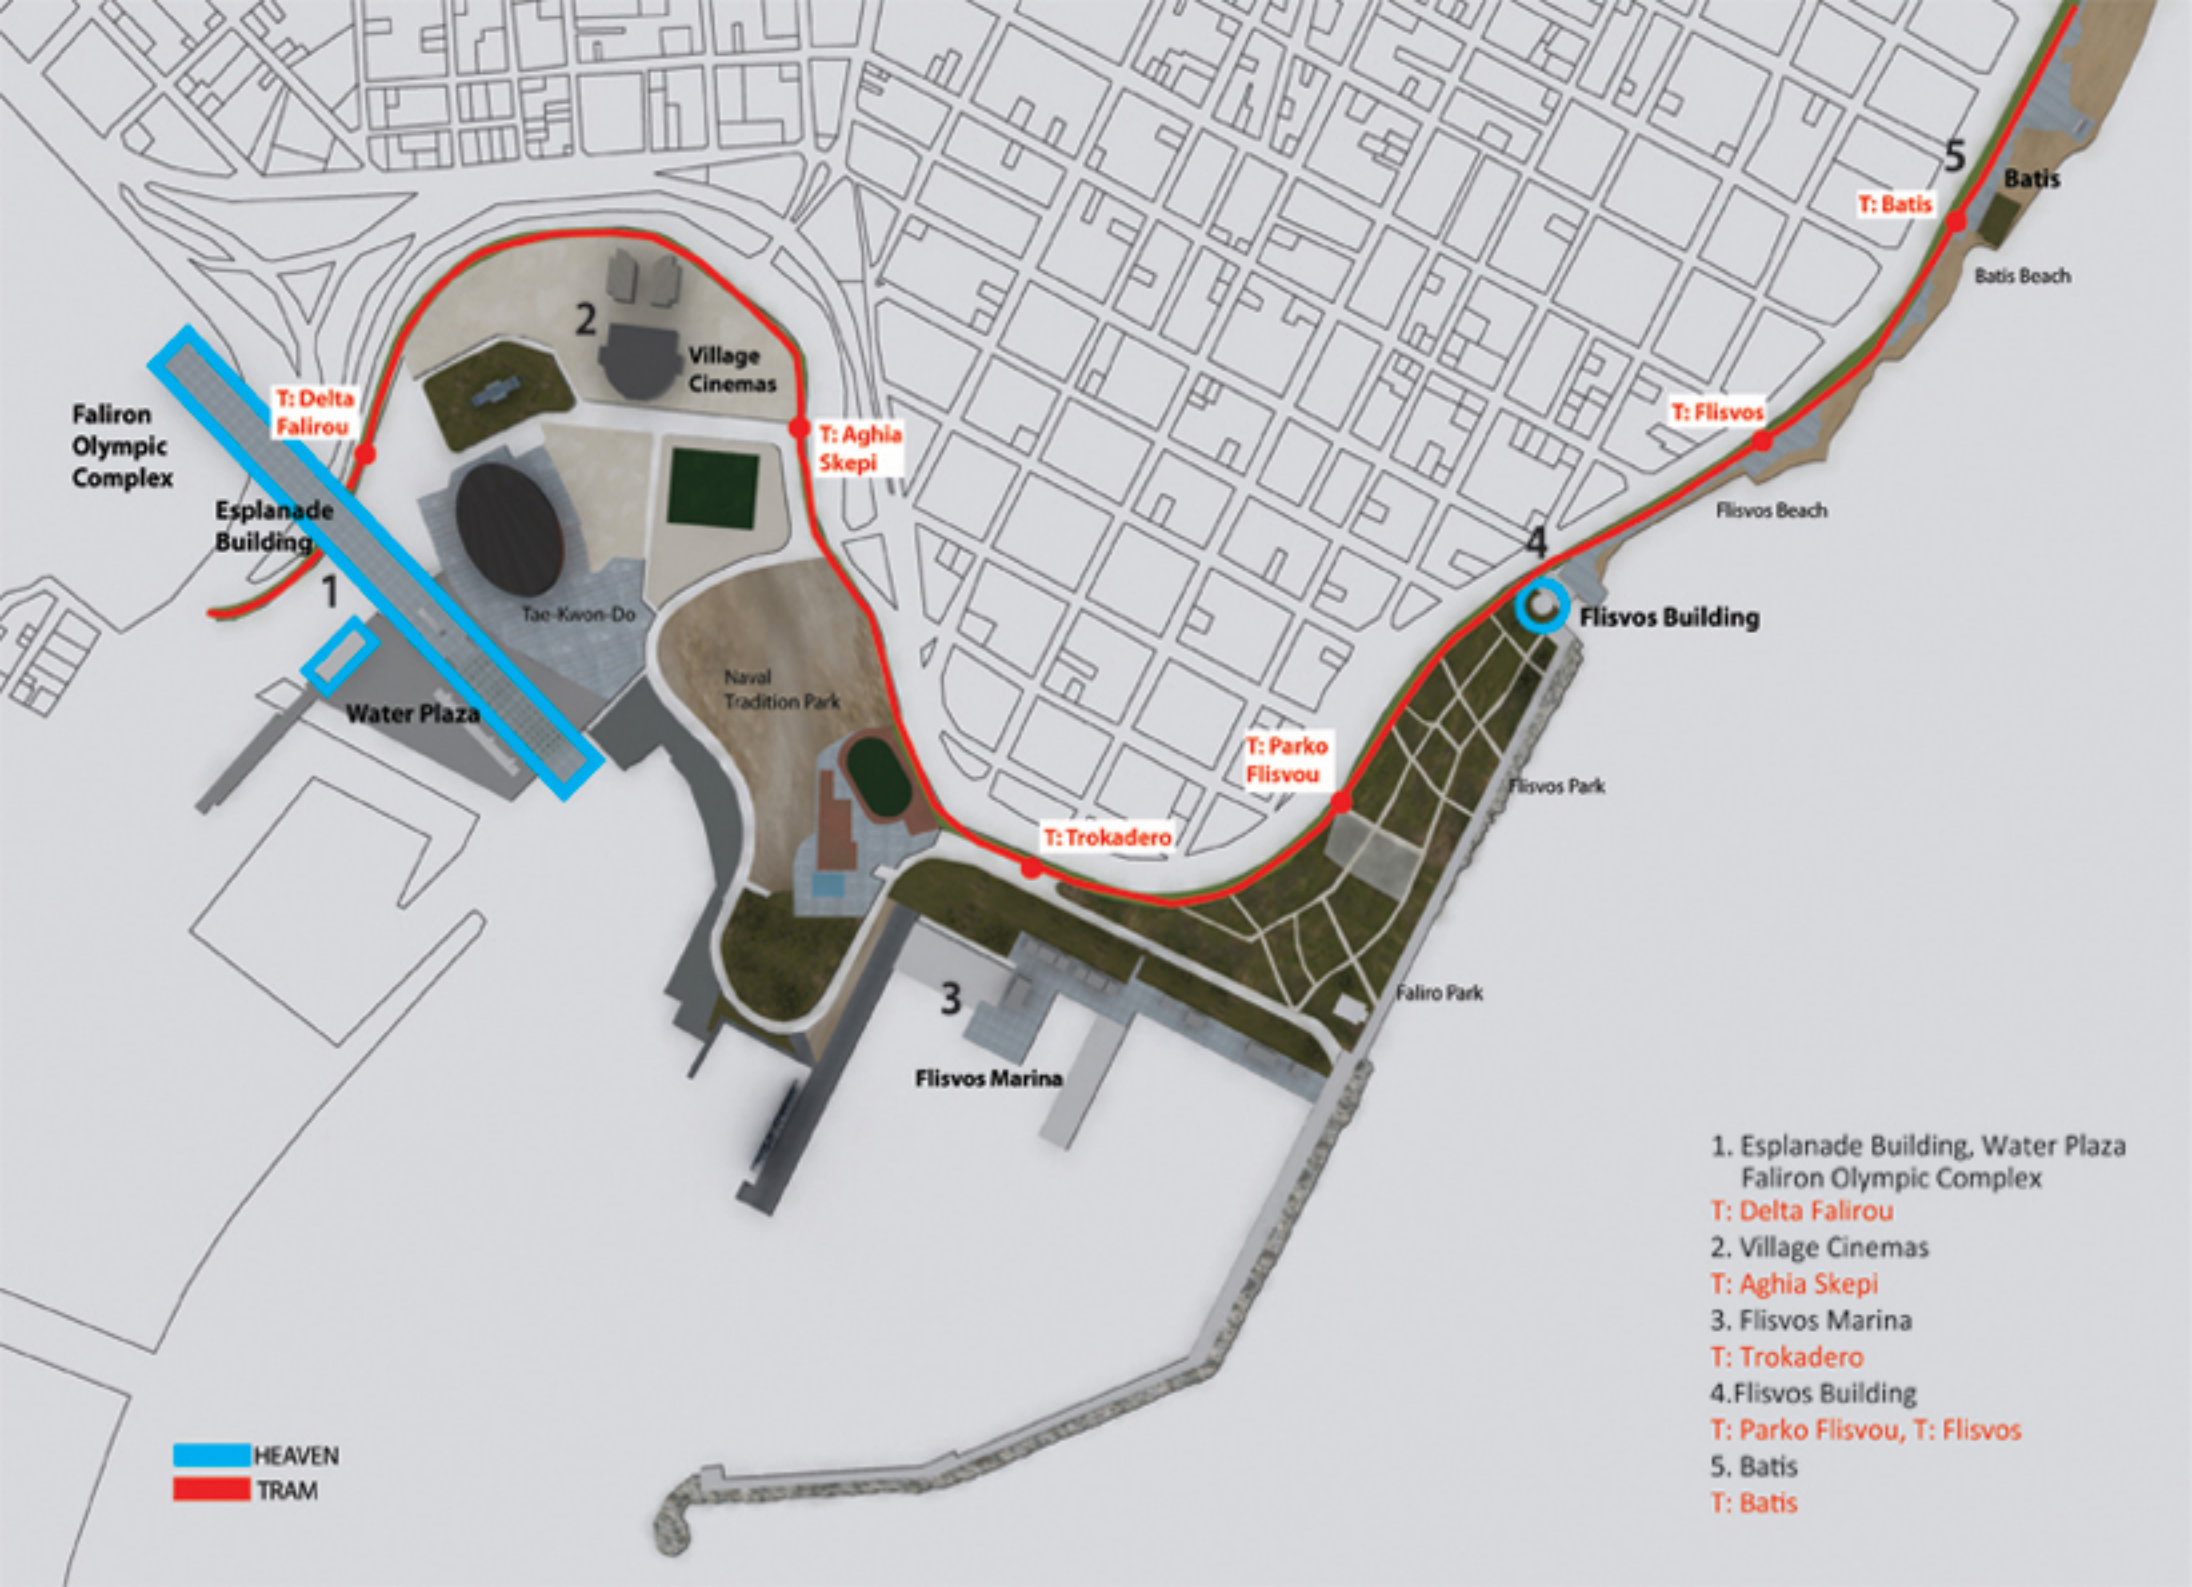 5
Batis
T: Batis
Batis Beach
2
Village
Cinemas
T: Delta
Falirou
Faliron
Olympic
Complex
T: Aghia
Skepi
T: Flisvos
Flisvos Beach
Esplanade
Building
4
1
Tae-Kwon-Do
Flisvos Building
Naval
Tradition Park
Water Plaza
T: Parko
Flisvou
Flisvos Park
T: Trokadero
3
Faliro Park
Flisvos Marina
1. Esplanade Building, Water Plaza
Faliron Olympic Complex
T: Delta Falirou
2. Village Cinemas
T: Aghia Skepi
3. Flisvos Marina
T: Trokadero
4.Flisvos Building
T: Parko Flisvou, T: Flisvos
5. Batis
T: Batis
HEAVEN
TRAM